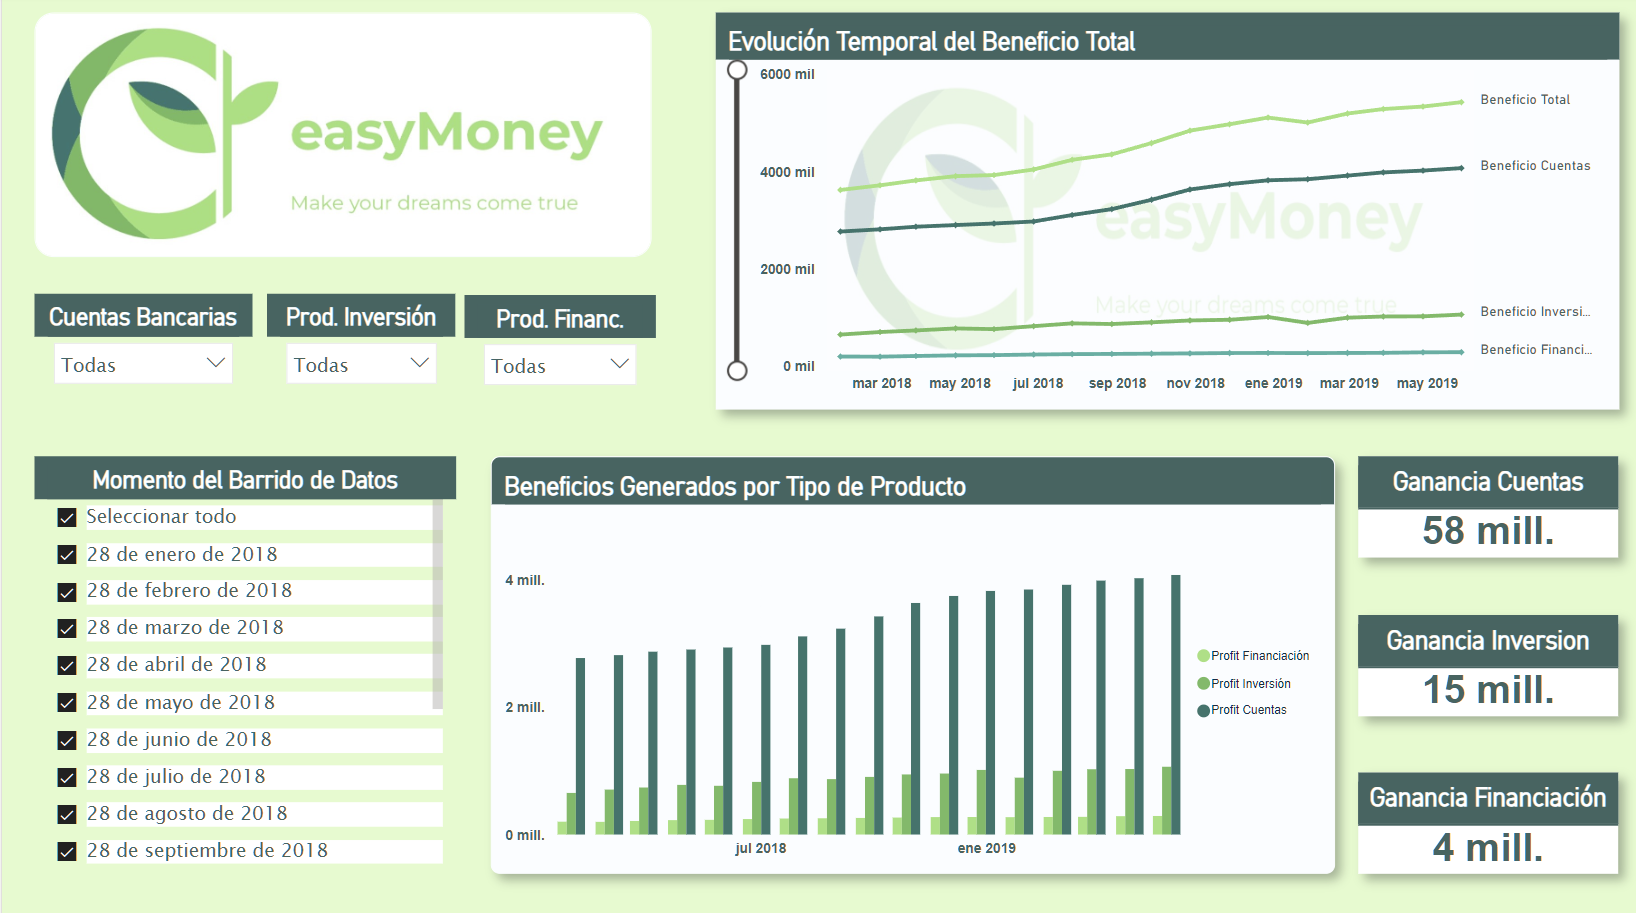 easyMoney
Make your dreams come true
Evolución Temporal del Beneficio Total
6000 mil
4000 mil
2000 mil
0 mil
Beneficio Total
Beneficio Cuentas
Beneficio Inversi...
Beneficio Financi...
easyMoney
Make your dreams come true
mar 2018 may 2018 jul 2018 sep 2018 nov 2018 ene 2019 mar 2019 may 2019
Cuentas Bancarias
Todas
Prod. Inversión
Todas
Prod. Financ.
Todas
Momento del Barrido de Datos
Seleccionar todo
28 de enero de 2018
28 de febrero de 2018
28 de marzo de 2018
28 de abril de 2018
28 de mayo de 2018
28 de junio de 2018
28 de julio de 2018
28 de agosto de 2018
28 de septiembre de 2018
Beneficios Generados por Tipo de Producto
4 mill.
2 mill.
0 mill.
jul 2018 ene 2019
Profit Financiación
Profit Inversión
Profit Cuentas
Ganancia Cuentas
58 mill.
Ganancia Inversion
15 mill.
Ganancia Financiación
4 mill.